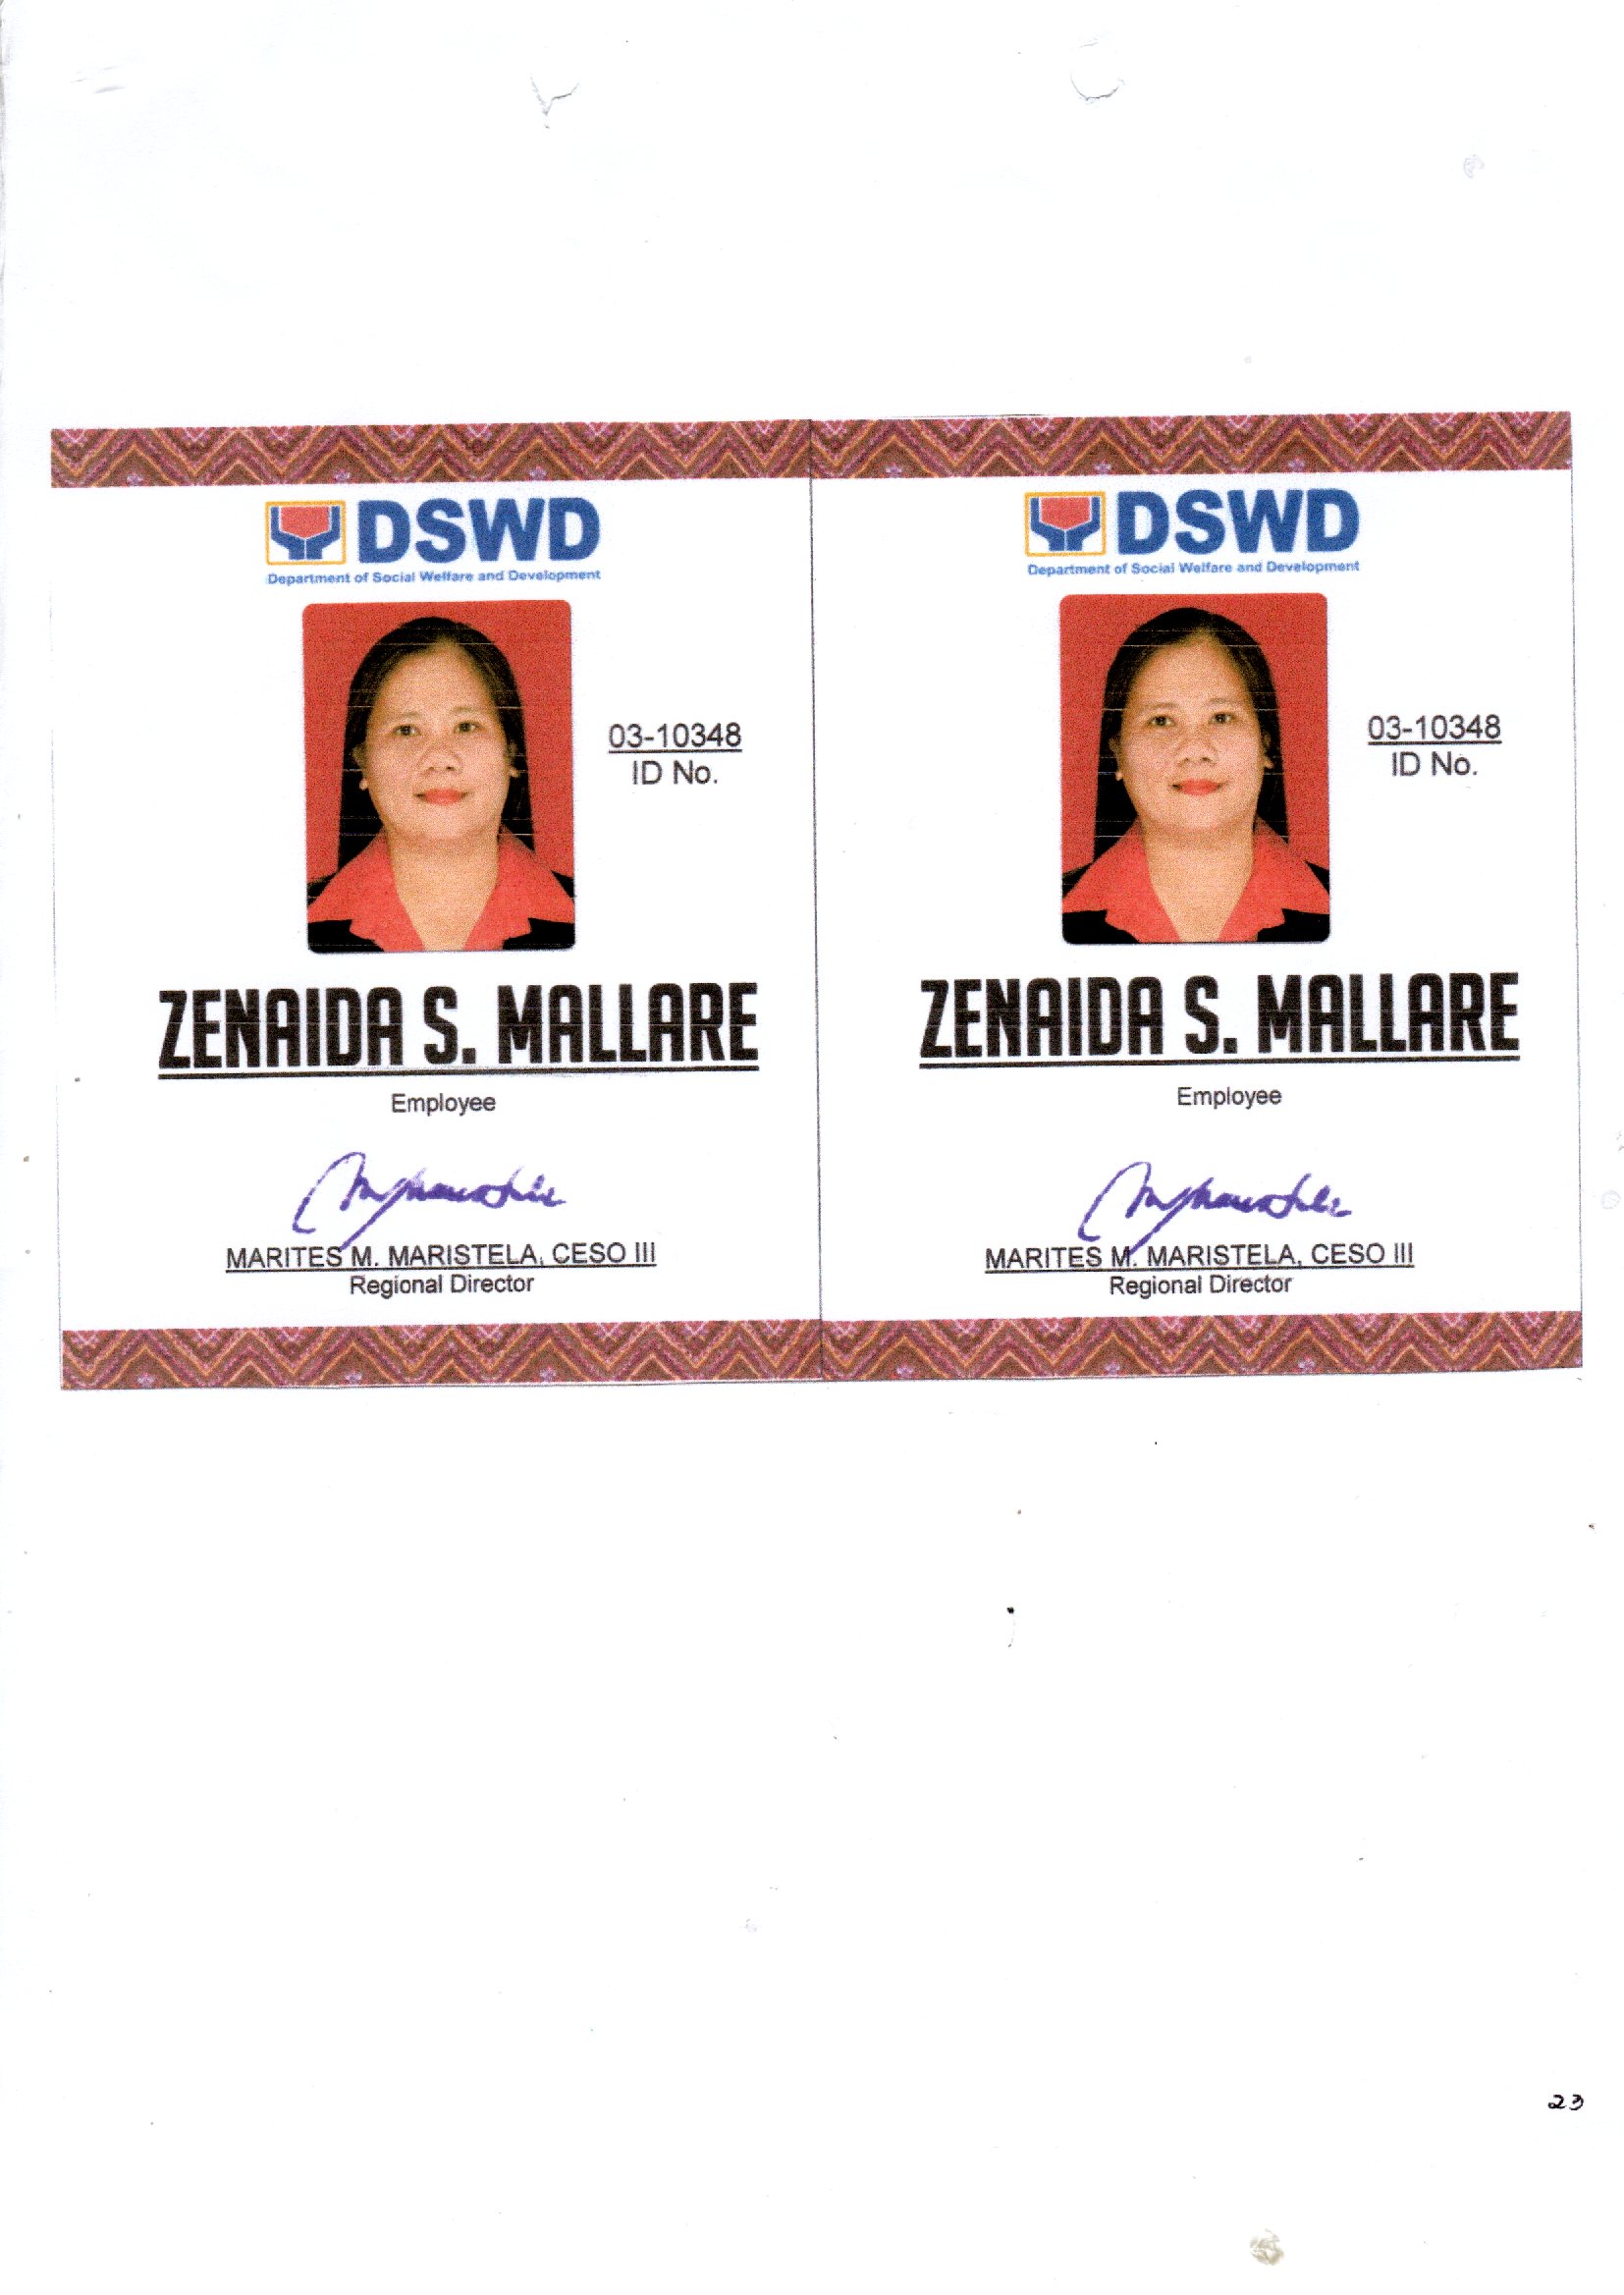 DSWD
Department of Social Welfare and Development
03-10348
ID No.
ZENAIDA S. MALLARE
Employee
MARITES M. MARISTELA, CESO III
Regional Director
DSWD
Department of Social Welfare and Development
03-10348
ID No.
ZENAIDA S. MALLARE
Employee
MARITES M. MARISTELA, CESO III
Regional Director
23